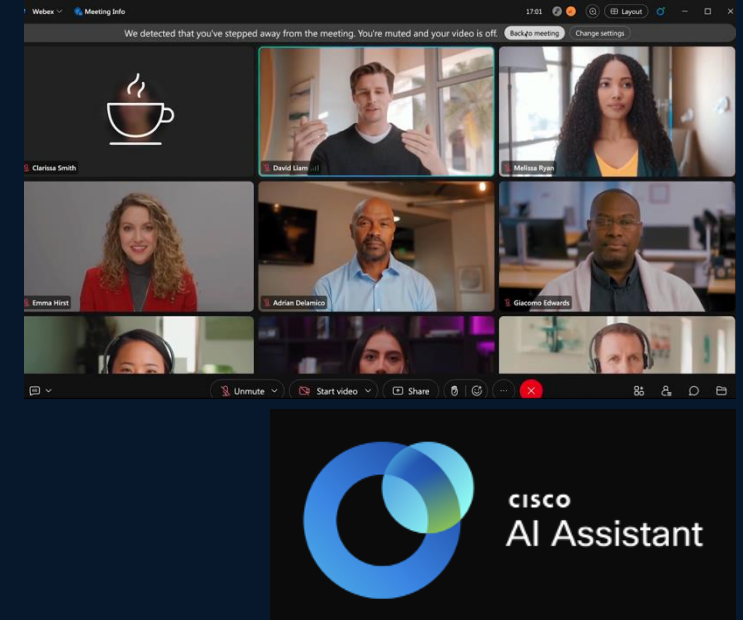 Webex
Meeting Info
17:01
Layout
We detected that you've stepped away from the meeting. You're muted and your video is off.
Back to meeting
Change settings
Clarissa Smith
David Liam
Melissa Ryan
Emma Hirst
Adrian Delamico
Giacomo Edwards
Unmute
Start video
Share
CISCO
AI Assistant